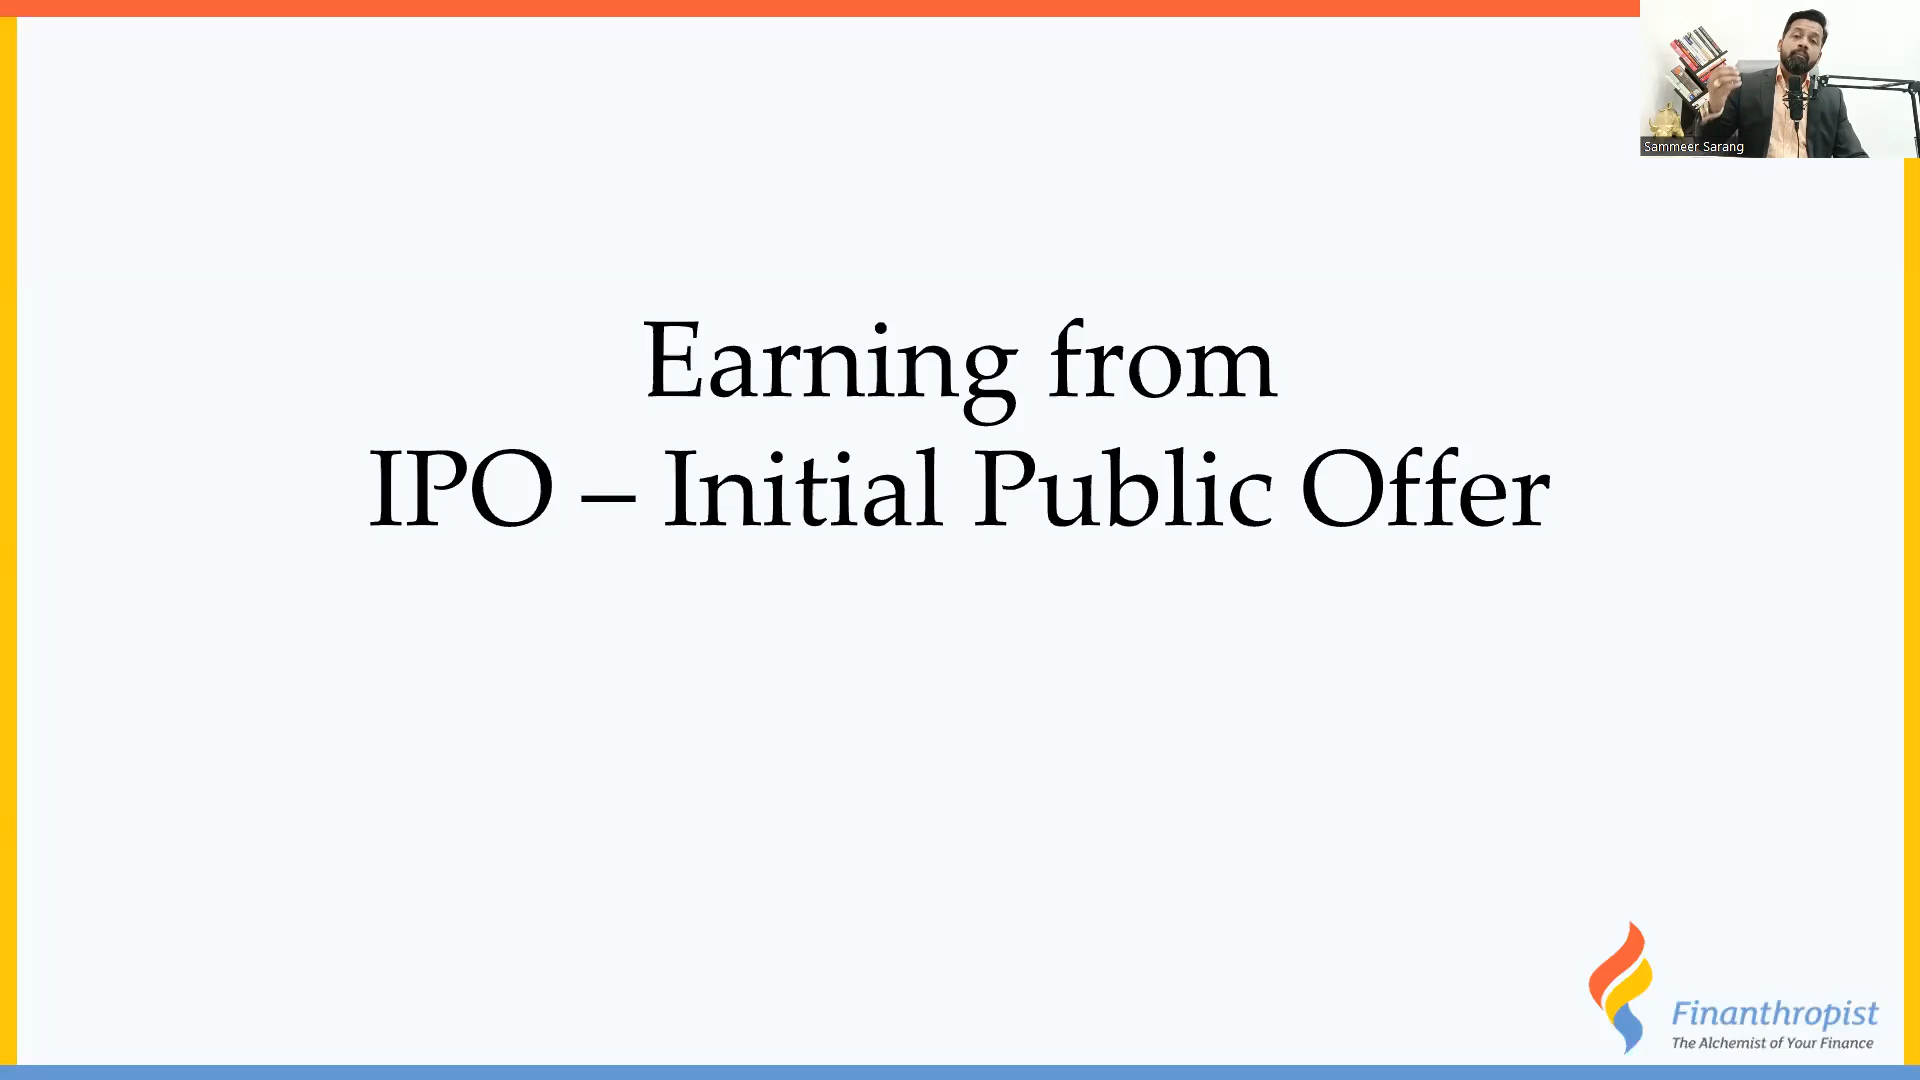 Sammeer Sarang
Earning from
IPO – Initial Public Offer
Finanthropist
The Alchemist of Your Finance